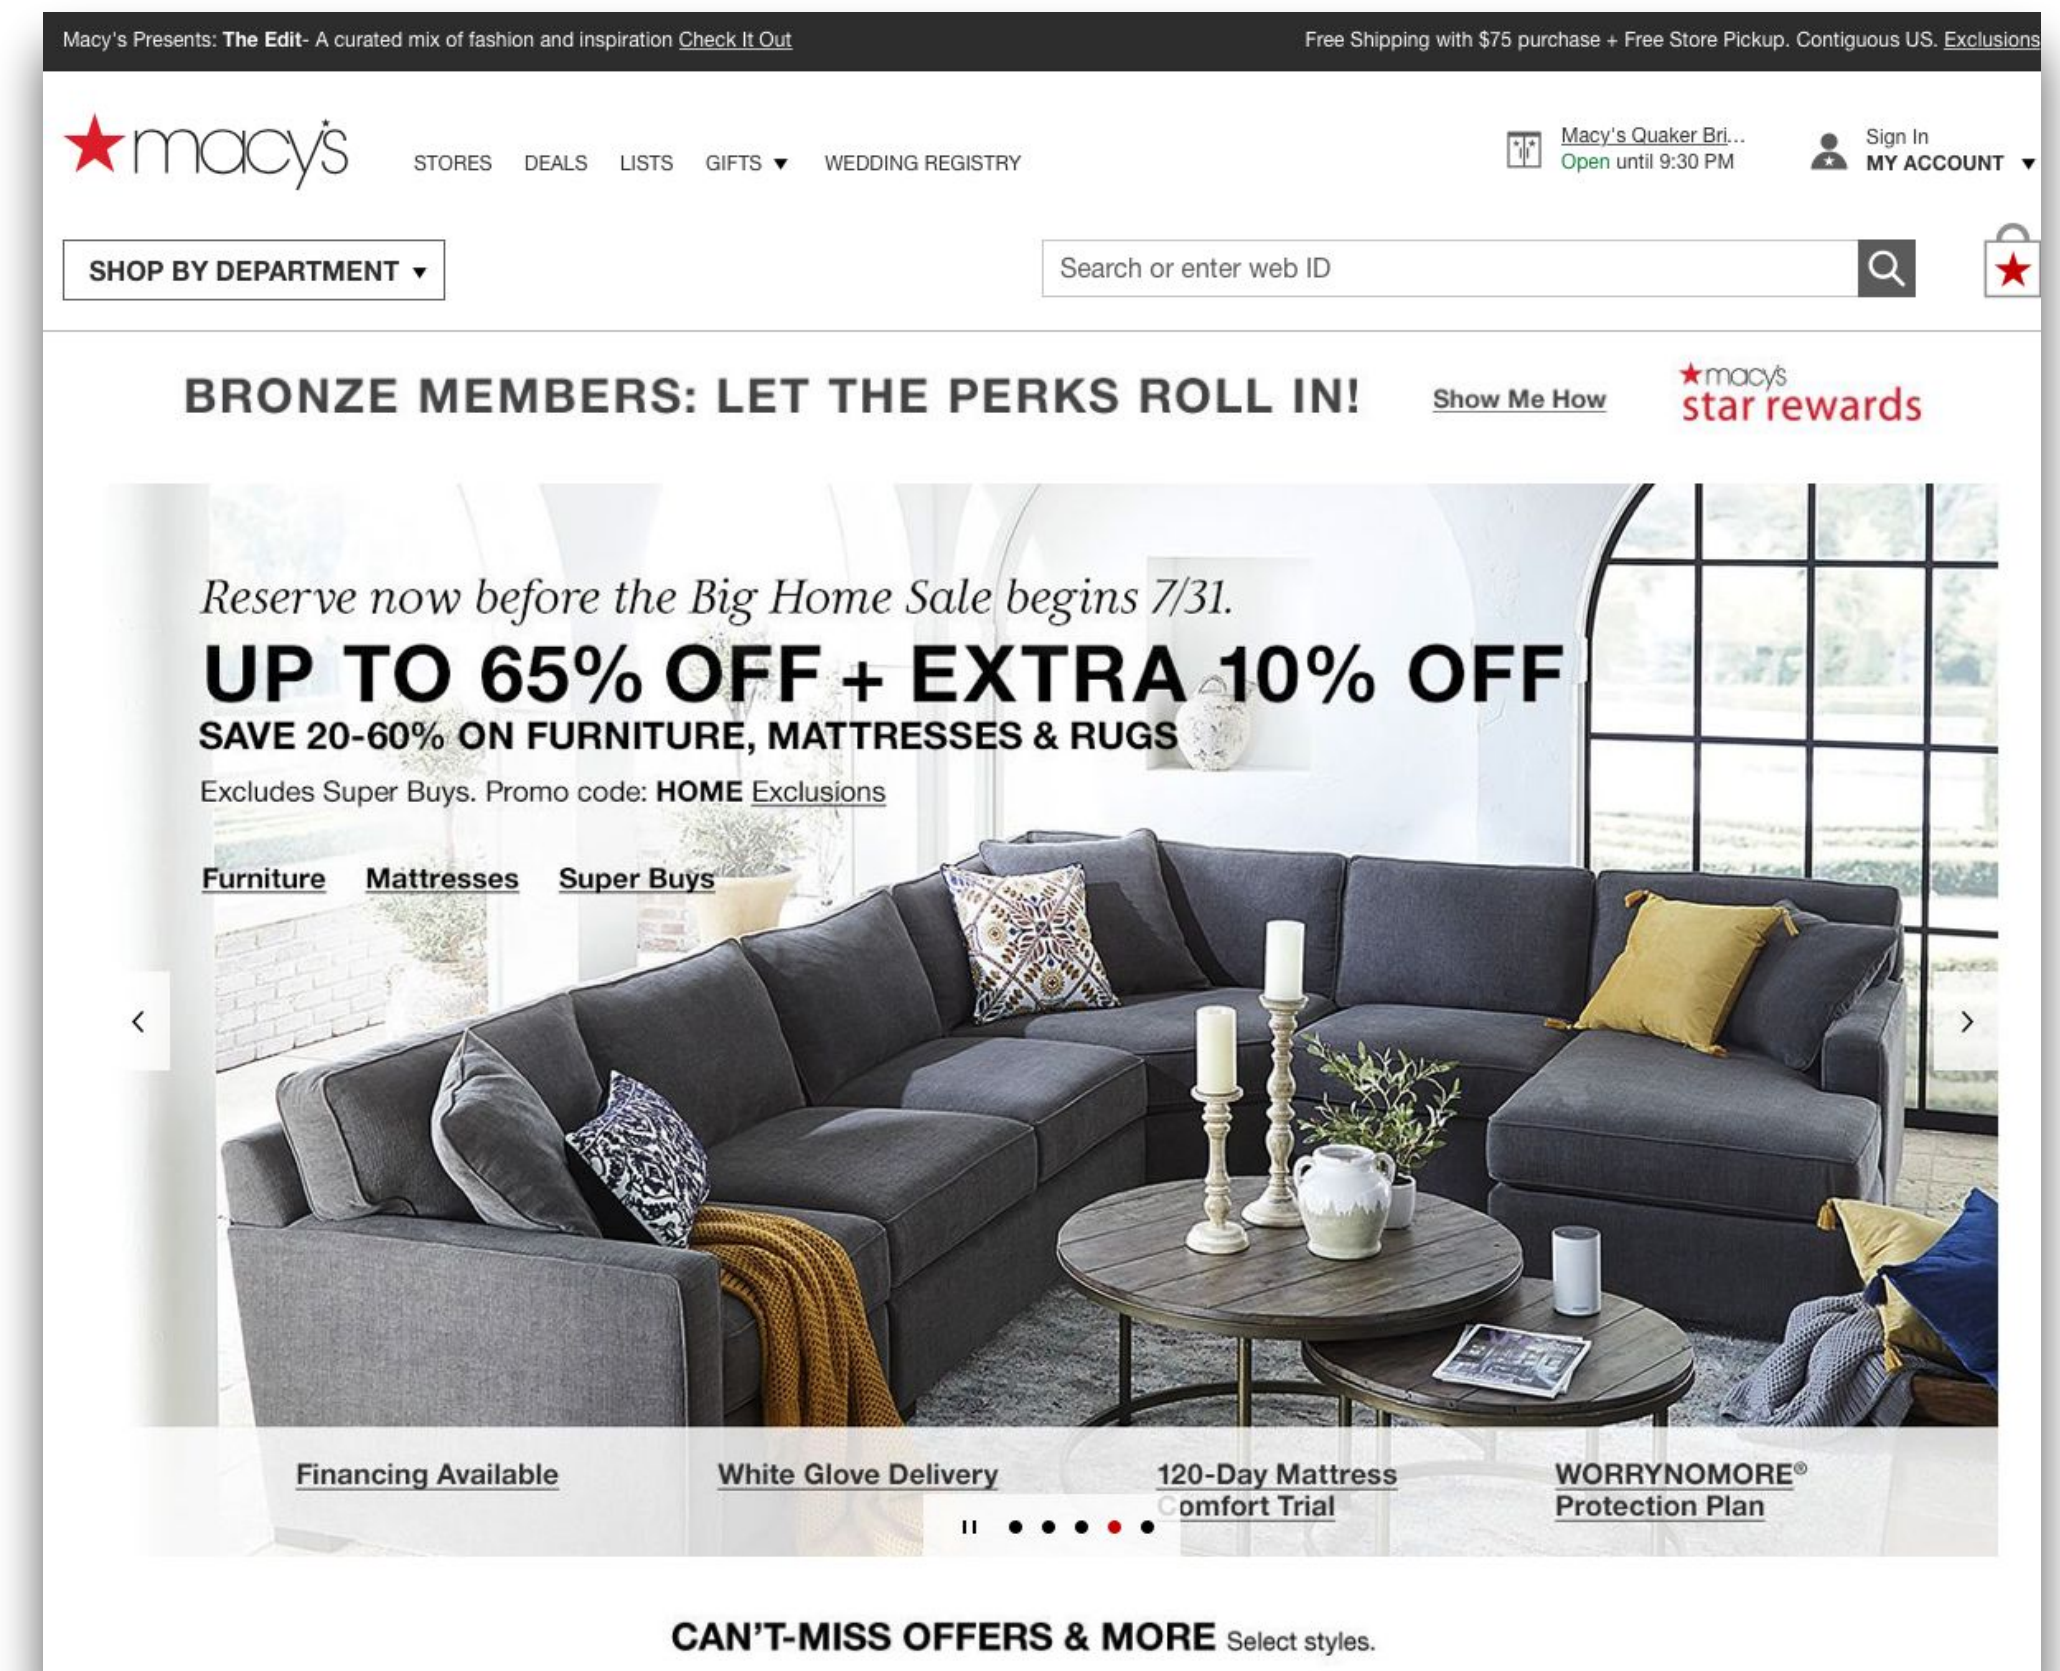 Macy's Presents: The Edit- A curated mix of fashion and inspiration Check It Out
Free Shipping with $75 purchase + Free Store Pickup. Contiguous US. Exclusions
macy's
STORES DEALS LISTS GIFTS ▼ WEDDING REGISTRY
Macy's Quaker Bri...
Open until 9:30 PM
Sign In
MY ACCOUNT ▼
SHOP BY DEPARTMENT ▼
Search or enter web ID
BRONZE MEMBERS: LET THE PERKS ROLL IN!
Show Me How
macy's
star rewards
Reserve now before the Big Home Sale begins 7/31.
UP TO 65% OFF + EXTRA 10% OFF
SAVE 20-60% ON FURNITURE, MATTRESSES & RUGS
Excludes Super Buys. Promo code: HOME Exclusions
Furniture Mattresses Super Buys
Financing Available
White Glove Delivery
120-Day Mattress
Comfort Trial
WORRYNOMORE®
Protection Plan
CAN'T-MISS OFFERS & MORE Select styles.